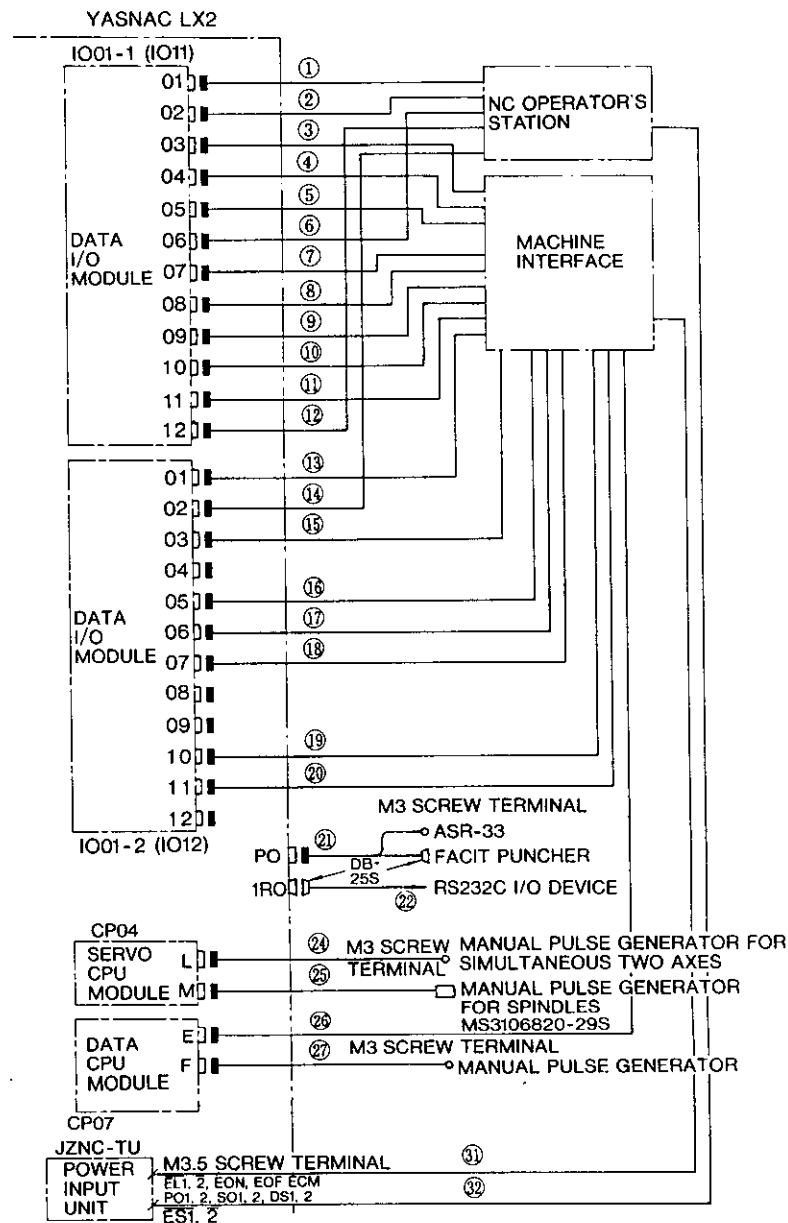 YASNAC LX2
IO01-1 (IO11)
01 ①
02 ②
03 ③
04 ④
05 ⑤
06 ⑥
07 ⑦
08 ⑧
09 ⑨
10 ⑩
11 ⑪
12 ⑫
DATA
I/O
MODULE
NC OPERATOR'S
STATION
MACHINE
INTERFACE
01 ⑬
02 ⑭
03 ⑮
04
05 ⑯
06 ⑰
07 ⑱
08
09
10 ⑲
11 ⑳
12
DATA
I/O
MODULE
IO01-2 (IO12)
M3 SCREW TERMINAL
ASR-33
PO ㉑ FACIT PUNCHER
DB-
25S
1RO ㉒ RS232C I/O DEVICE
CP04
SERVO
CPU
MODULE
L ㉔ M3 SCREW
TERMINAL
MANUAL PULSE GENERATOR FOR
SIMULTANEOUS TWO AXES
M ㉕ MANUAL PULSE GENERATOR
FOR SPINDLES
MS3106820-29S
DATA
CPU
MODULE
E ㉖
F ㉗ M3 SCREW TERMINAL
MANUAL PULSE GENERATOR
CP07
JZNC-TU
POWER
INPUT
UNIT
M3.5 SCREW TERMINAL ㉛
EL1, 2, EON, EOF ECM
PO1, 2, SO1, 2, DS1, 2 ㉜
ES1, 2